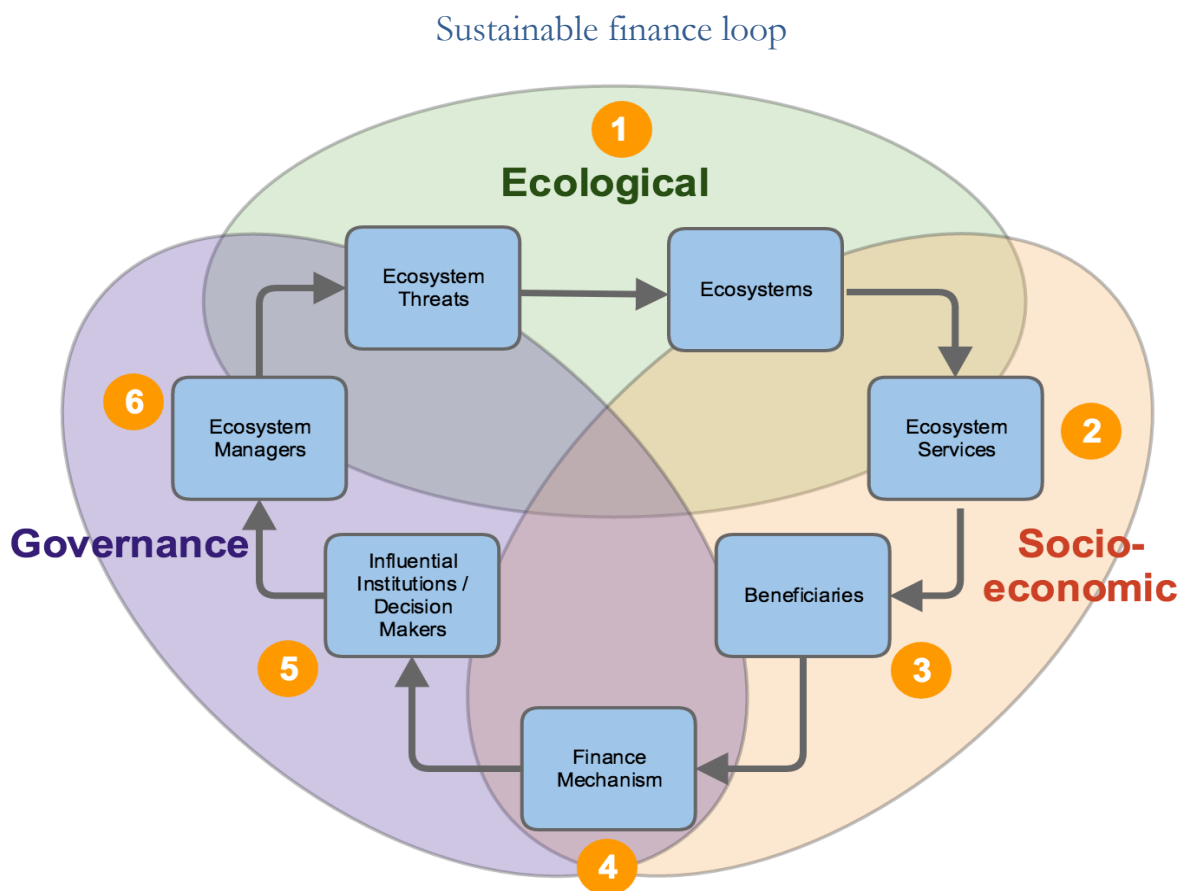 Sustainable finance loop
1
Ecological
Ecosystem
Threats
Ecosystems
6
Ecosystem
Managers
Ecosystem
Services
2
Governance
Influential
Institutions /
Decision
Makers
Beneficiaries
Socio-
economic
5
3
Finance
Mechanism
4